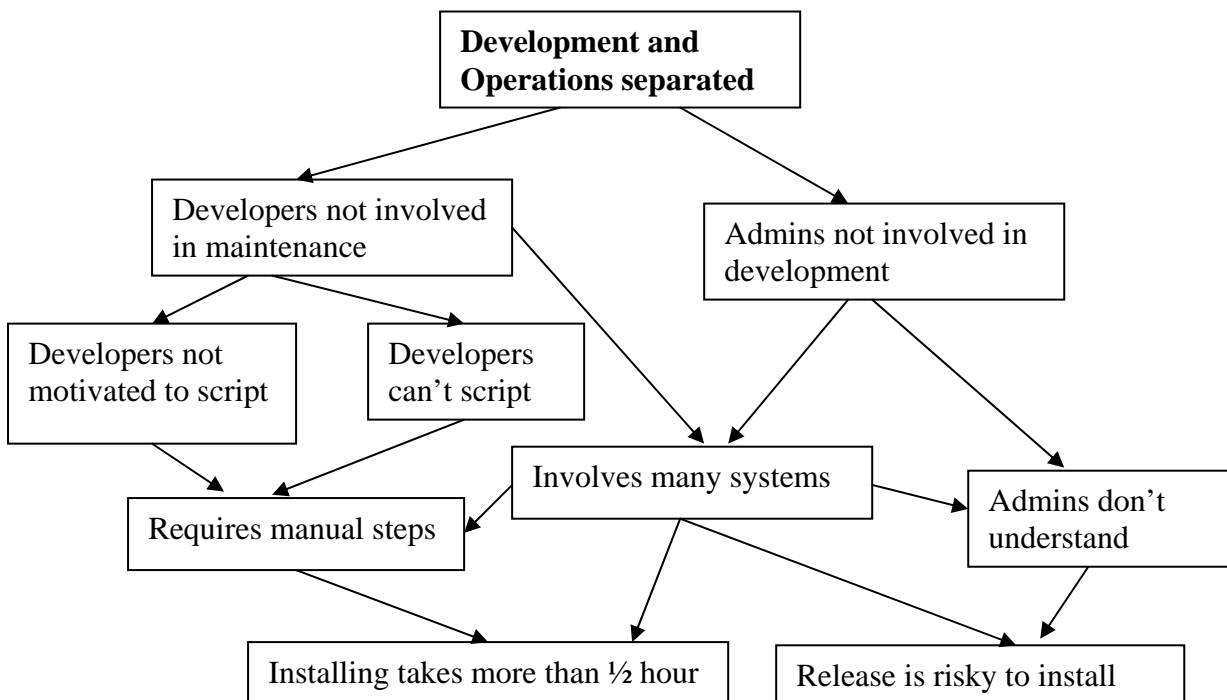 Development and
Operations separated
Developers not involved
in maintenance
Admins not involved in
development
Developers not
motivated to script
Developers
can’t script
Involves many systems
Admins don’t
understand
Requires manual steps
Installing takes more than ½ hour
Release is risky to install